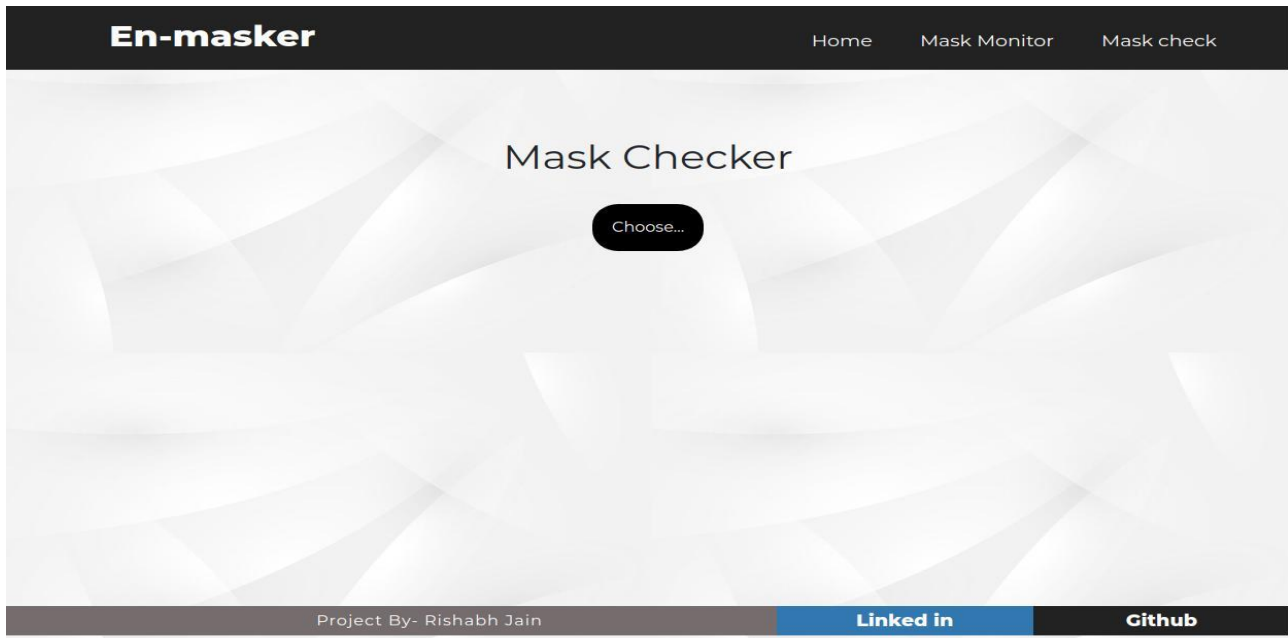 En-masker
Home Mask Monitor Mask check
Mask Checker
Choose...
Project By- Rishabh Jain
Linked in
Github